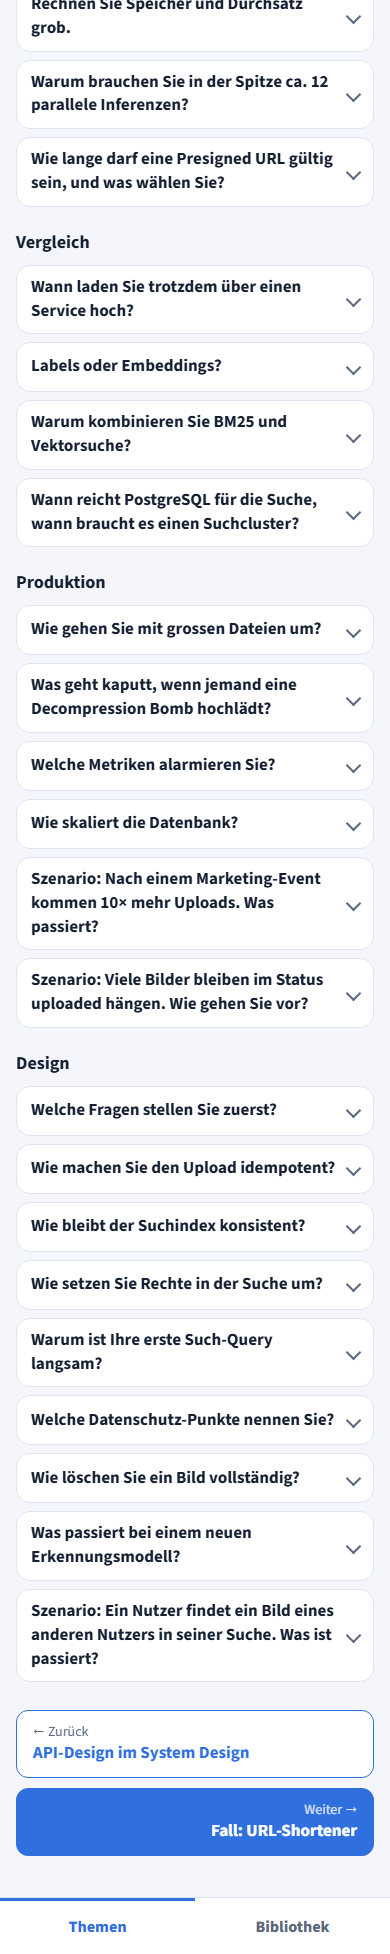 Rechnen Sie Speicher und Durchsatz
grob.
Warum brauchen Sie in der Spitze ca. 12
parallele Inferenzen?
Wie lange darf eine Presigned URL gültig
sein, und was wählen Sie?
Vergleich
Wann laden Sie trotzdem über einen
Service hoch?
Labels oder Embeddings?
Warum kombinieren Sie BM25 und
Vektorsuche?
Wann reicht PostgreSQL für die Suche,
wann braucht es einen Suchcluster?
Produktion
Wie gehen Sie mit grossen Dateien um?
Was geht kaputt, wenn jemand eine
Decompression Bomb hochlädt?
Welche Metriken alarmieren Sie?
Wie skaliert die Datenbank?
Szenario: Nach einem Marketing-Event
kommen 10× mehr Uploads. Was
passiert?
Szenario: Viele Bilder bleiben im Status
uploaded hängen. Wie gehen Sie vor?
Design
Welche Fragen stellen Sie zuerst?
Wie machen Sie den Upload idempotent?
Wie bleibt der Suchindex konsistent?
Wie setzen Sie Rechte in der Suche um?
Warum ist Ihre erste Such-Query
langsam?
Welche Datenschutz-Punkte nennen Sie?
Wie löschen Sie ein Bild vollständig?
Was passiert bei einem neuen
Erkennungsmodell?
Szenario: Ein Nutzer findet ein Bild eines
anderen Nutzers in seiner Suche. Was ist
passiert?
← Zurück
API-Design im System Design
Weiter →
Fall: URL-Shortener
Themen
Bibliothek